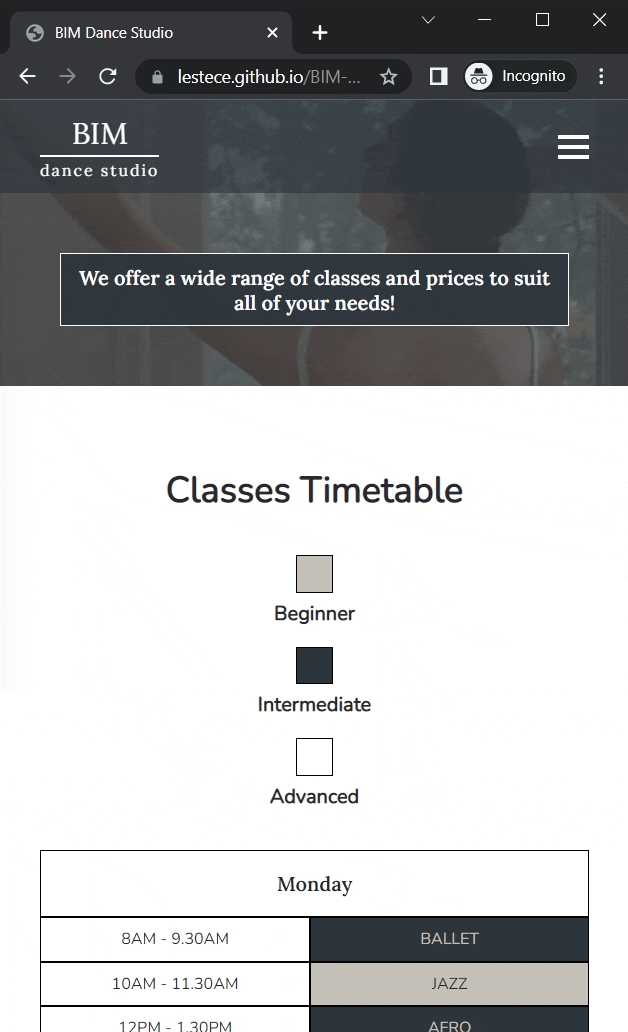 BIM Dance Studio
lestece.github.io/BIM-...
Incognito
BIM
dance studio
We offer a wide range of classes and prices to suit
all of your needs!
Classes Timetable
Beginner
Intermediate
Advanced
Monday
8AM - 9.30AM BALLET
10AM - 11.30AM JAZZ
12PM - 1.30PM AFRO